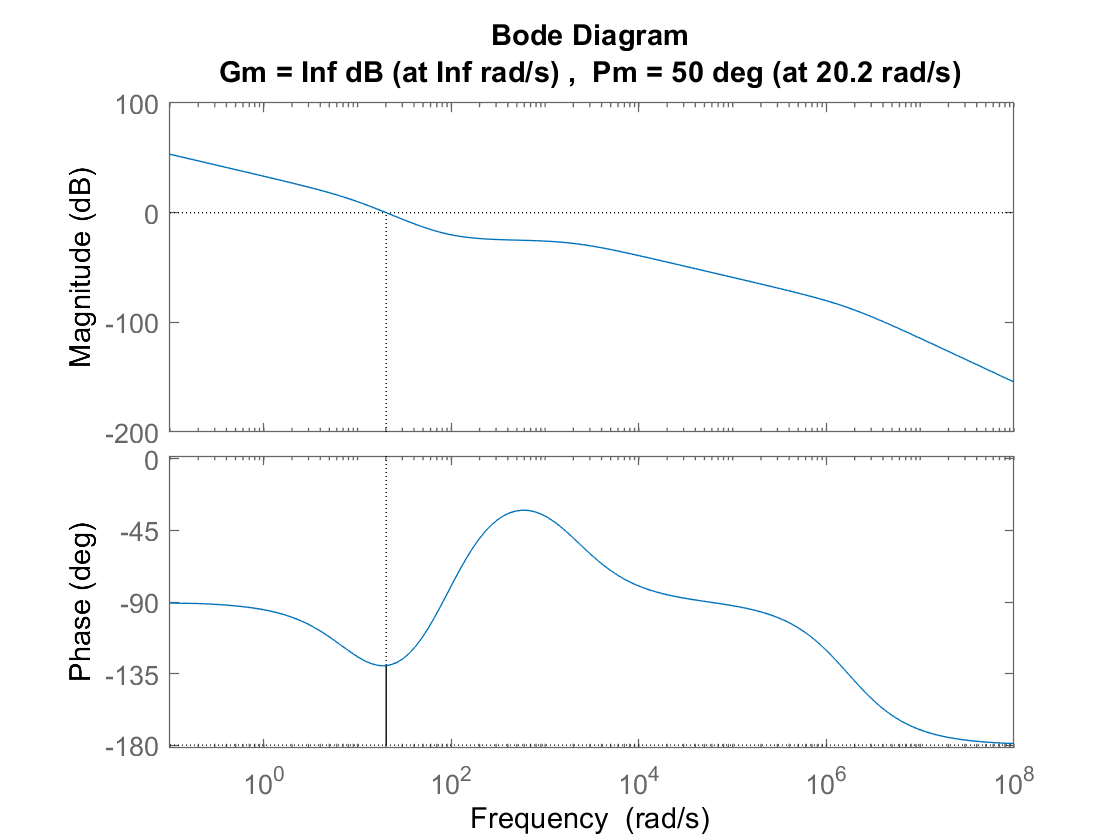 Bode Diagram
Gm = Inf dB (at Inf rad/s) ,  Pm = 50 deg (at 20.2 rad/s)
Magnitude (dB)
100
0
-100
-200
Phase (deg)
0
-45
-90
-135
-180
10^0 10^2 10^4 10^6 10^8
Frequency  (rad/s)